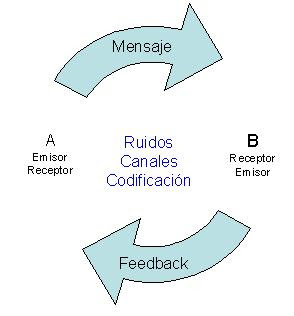 Mensaje
A
Emisor
Receptor
Ruidos
Canales
Codificación
B
Receptor
Emisor
Feedback